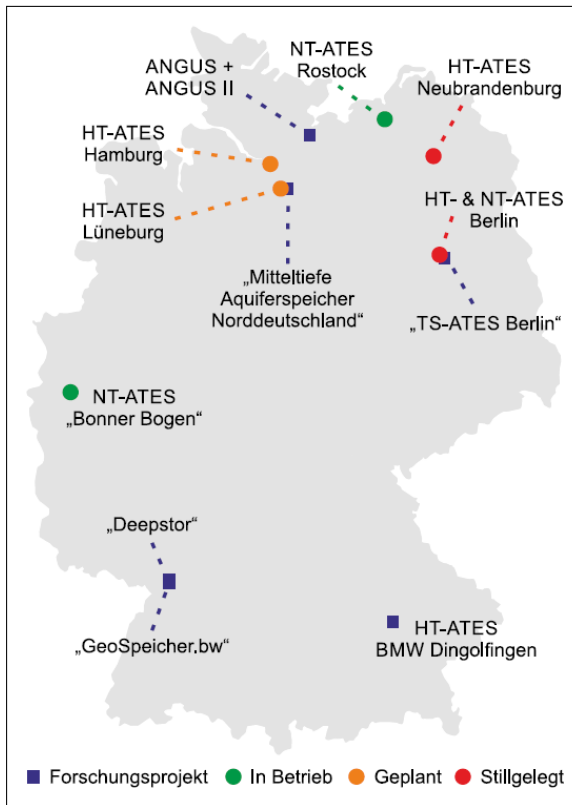 NT-ATES
Rostock
ANGUS +
ANGUS II
HT-ATES
Neubrandenburg
HT-ATES
Hamburg
HT- & NT-ATES
Berlin
HT-ATES
Lüneburg
„Mitteltiefe
Aquiferspeicher
Norddeutschland“
„TS-ATES Berlin“
NT-ATES
„Bonner Bogen“
„Deepstor“
„GeoSpeicher.bw“
HT-ATES
BMW Dingolfingen
Forschungsprojekt
In Betrieb
Geplant
Stillgelegt